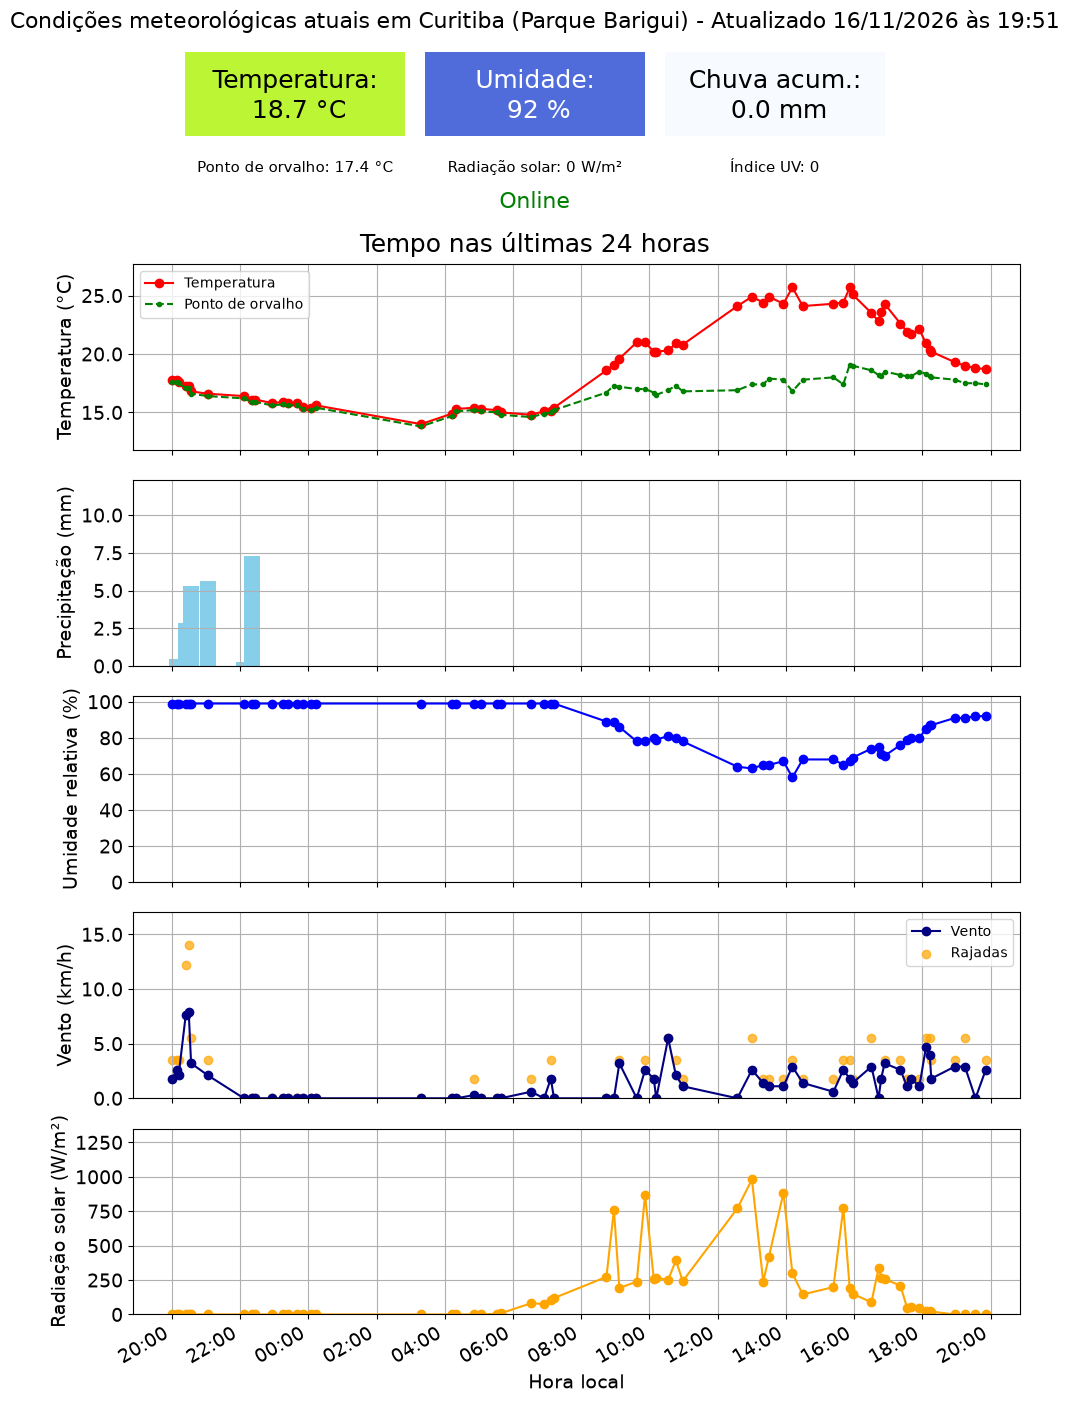 Condições meteorológicas atuais em Curitiba (Parque Barigui) - Atualizado 16/11/2026 às 19:51
Temperatura:
18.7 °C
Umidade:
92 %
Chuva acum.:
0.0 mm
Ponto de orvalho: 17.4 °C
Radiação solar: 0 W/m²
Índice UV: 0
Online
Tempo nas últimas 24 horas
Temperatura (°C)
25.0
20.0
15.0
Temperatura
Ponto de orvalho
Precipitação (mm)
10.0
7.5
5.0
2.5
0.0
Umidade relativa (%)
100
80
60
40
20
0
Vento (km/h)
15.0
10.0
5.0
0.0
Vento
Rajadas
Radiação solar (W/m²)
1250
1000
750
500
250
0
20:00
22:00
00:00
02:00
04:00
06:00
08:00
10:00
12:00
14:00
16:00
18:00
20:00
Hora local